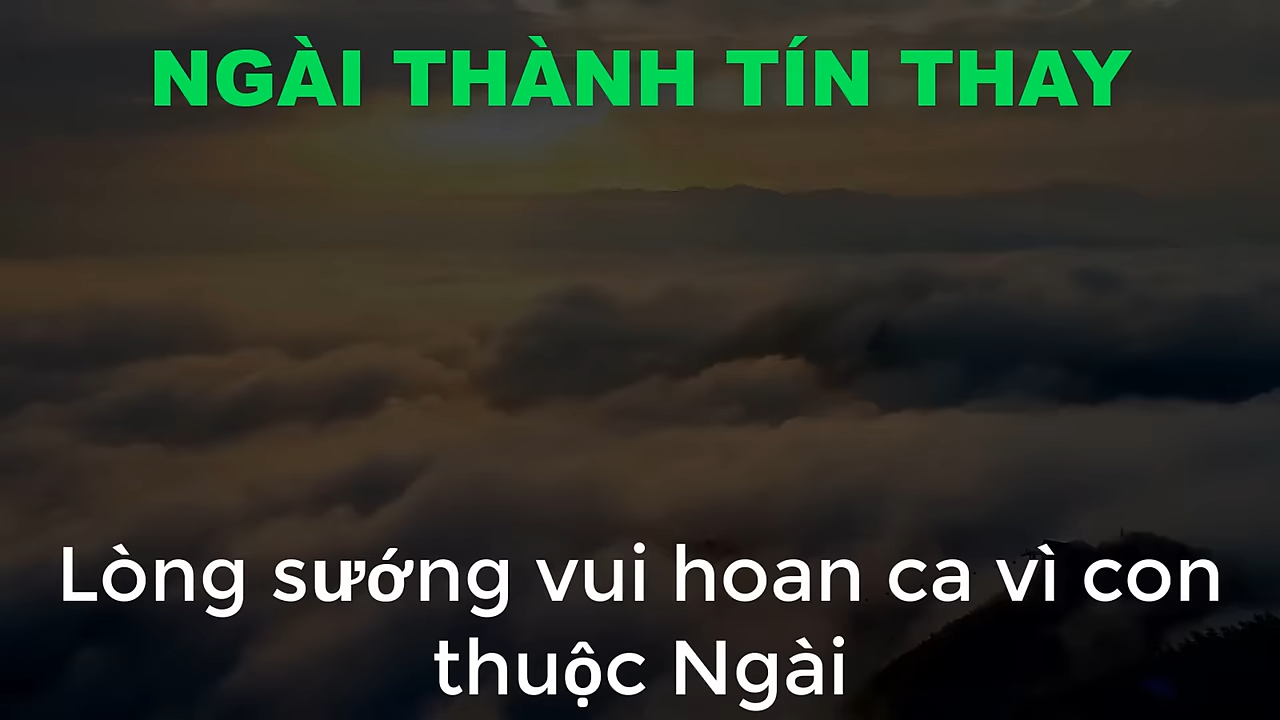 NGÀI THÀNH TÍN THAY
Lòng sướng vui hoan ca vì con
thuộc Ngài